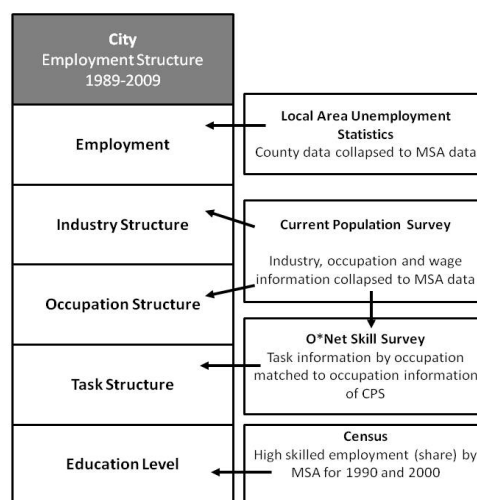 City
Employment Structure
1989-2009
Employment
Industry Structure
Occupation Structure
Task Structure
Education Level
Local Area Unemployment
Statistics
County data collapsed to MSA data
Current Population Survey
Industry, occupation and wage
information collapsed to MSA data
O*Net Skill Survey
Task information by occupation
matched to occupation information
of CPS
Census
High skilled employment (share) by
MSA for 1990 and 2000